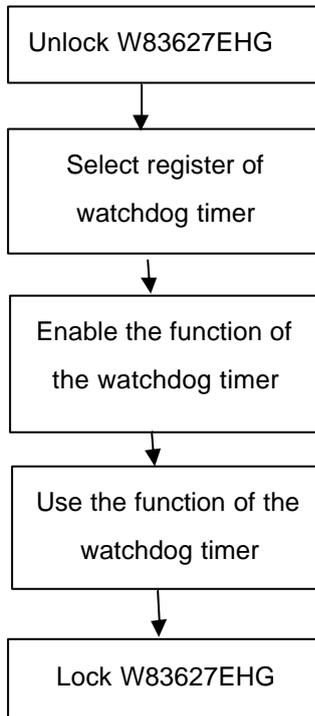 Unlock W83627EHG
Select register of
watchdog timer
Enable the function of
the watchdog timer
Use the function of the
watchdog timer
Lock W83627EHG